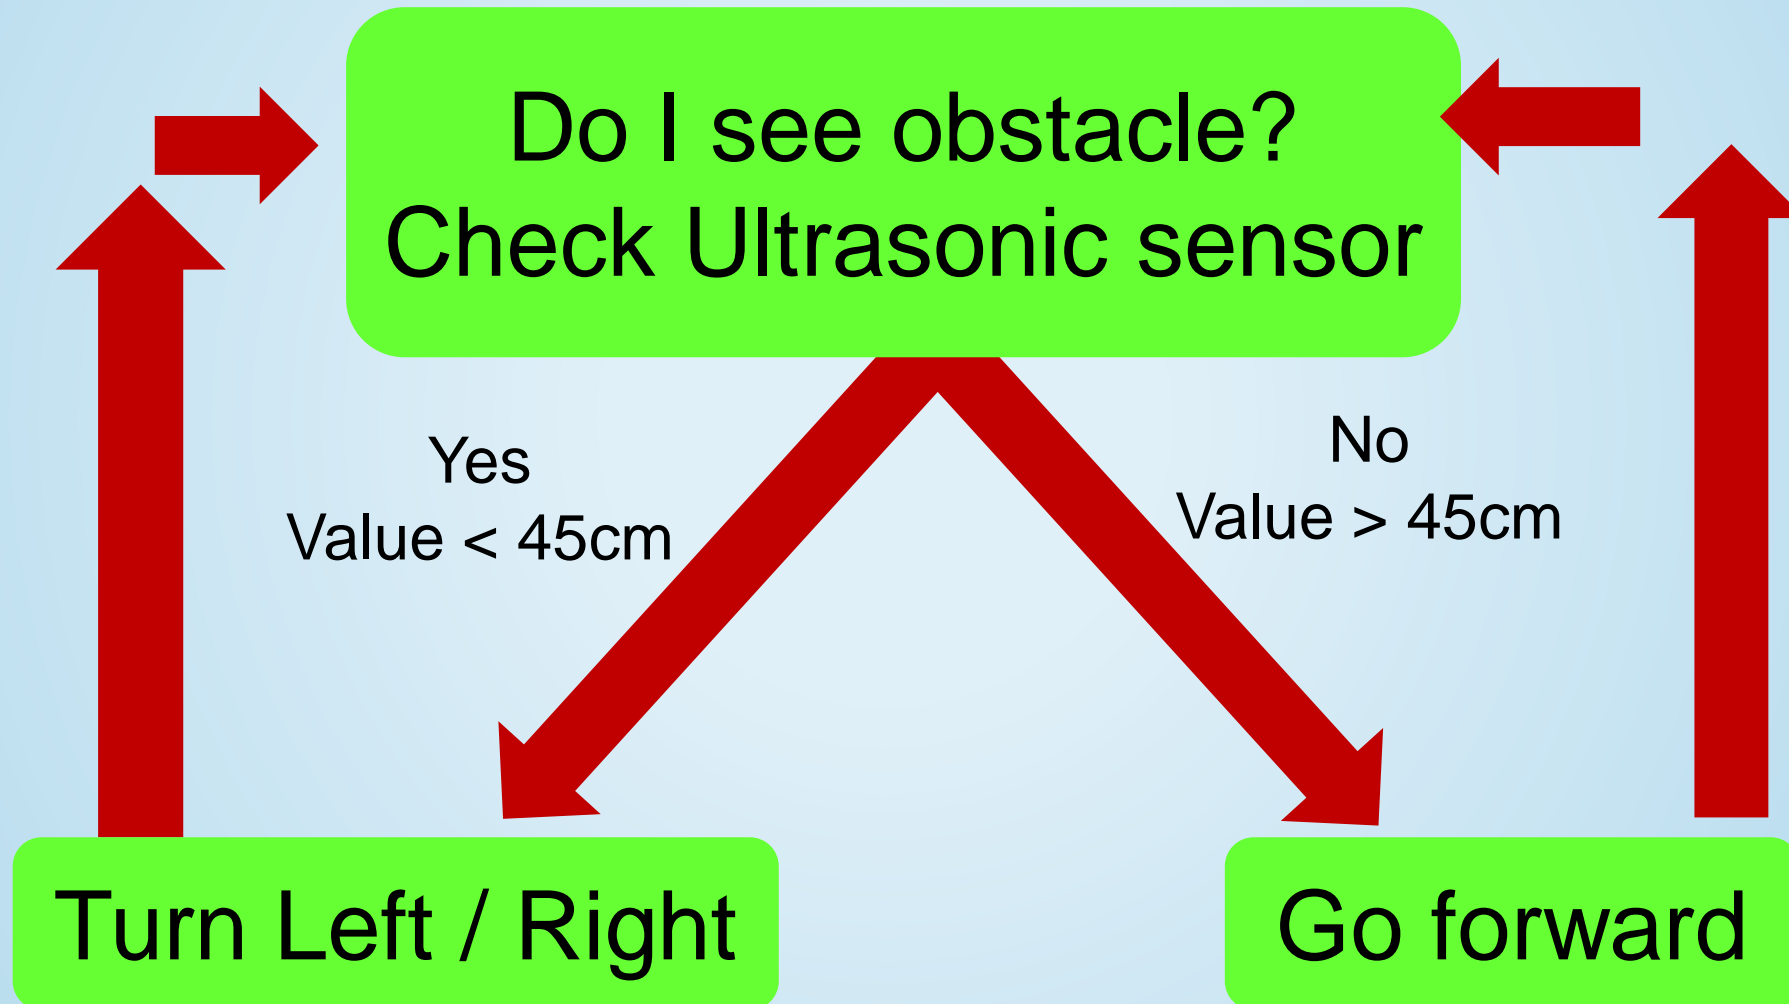 Do I see obstacle?
Check Ultrasonic sensor
Yes
Value < 45cm
No
Value > 45cm
Turn Left / Right
Go forward